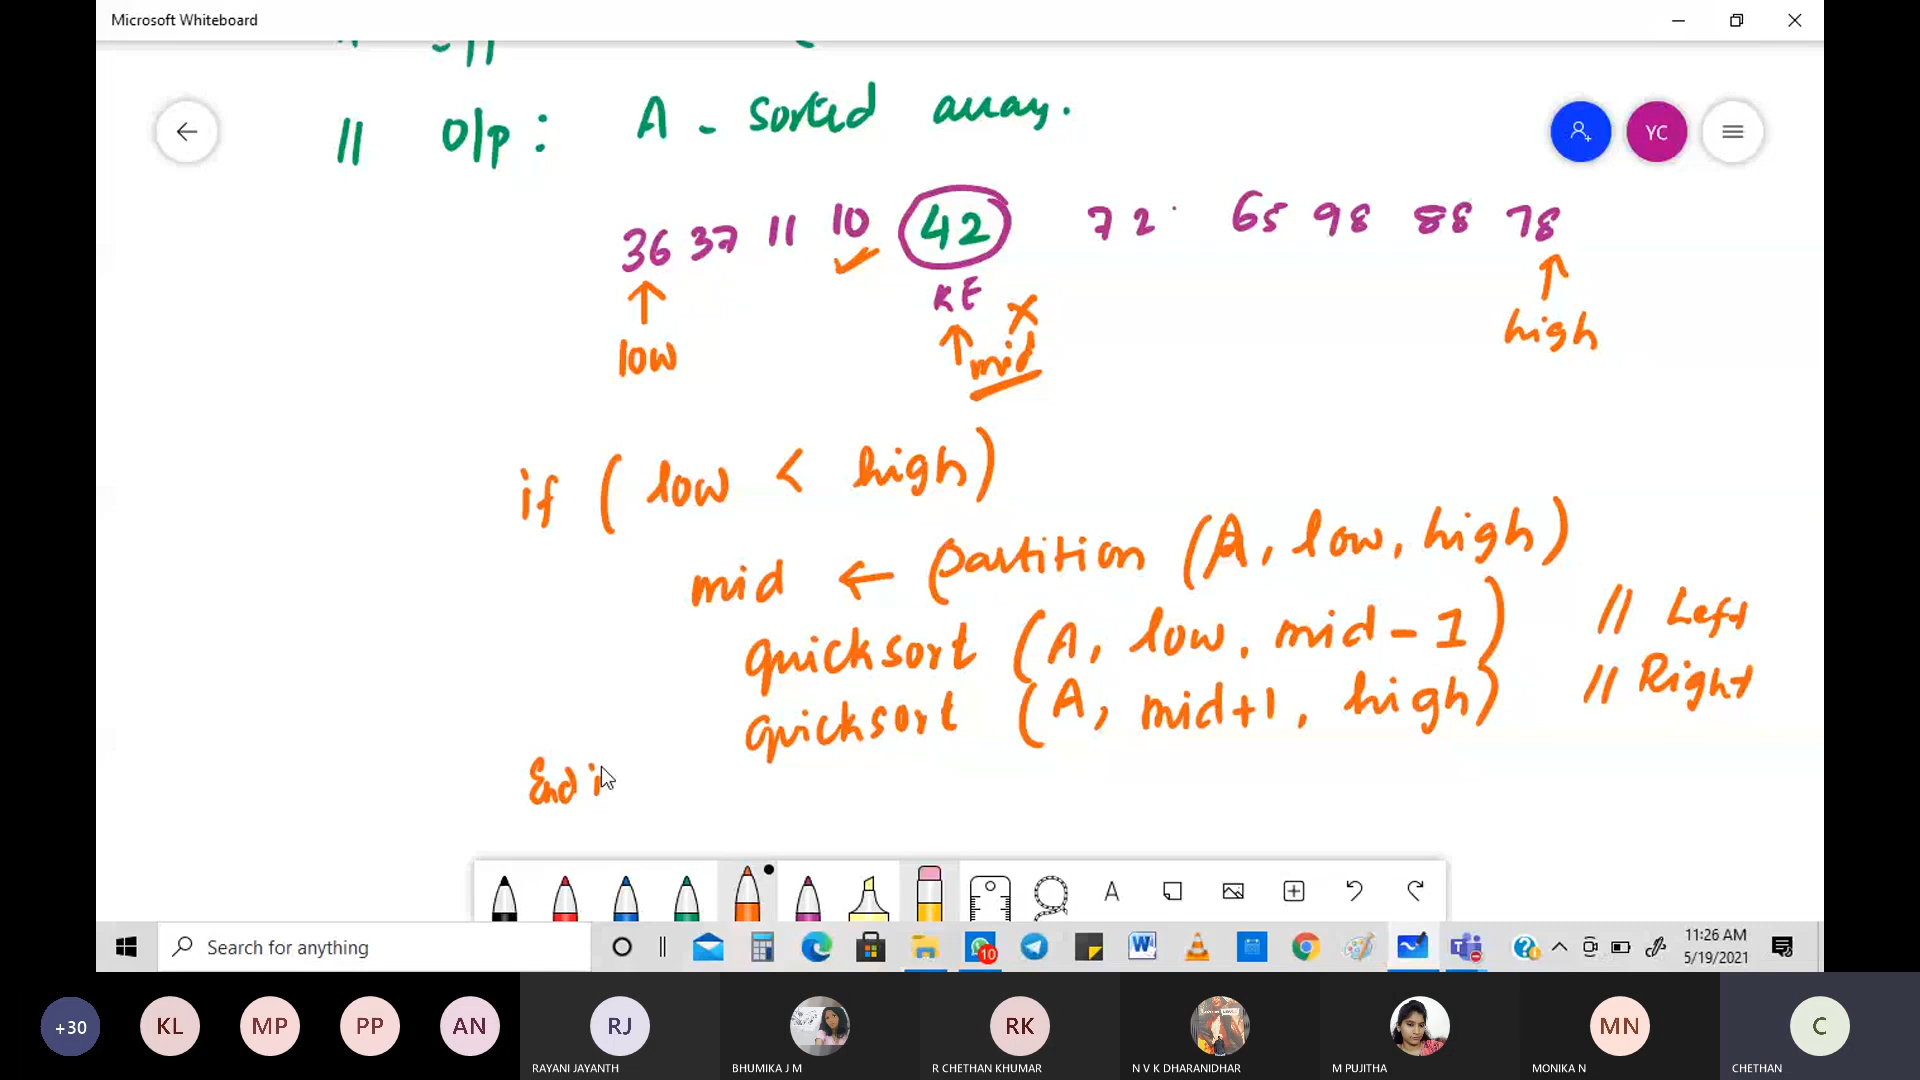 Microsoft Whiteboard
// O/p : A - Sorted array.
YC
36 37 11 10 42 72 65 98 88 78
KE
low mid high
if ( low < high)
mid ← partition (A, low, high)
quicksort (A, low, mid-1) // Left
quicksort (A, mid+1, high) // Right
End i
A
Search for anything
10
11:26 AM
5/19/2021
+30 KL MP PP AN RJ RK MN C
RAYANI JAYANTH BHUMIKA J M R CHETHAN KHUMAR N V K DHARANIDHAR M PUJITHA MONIKA N CHETHAN